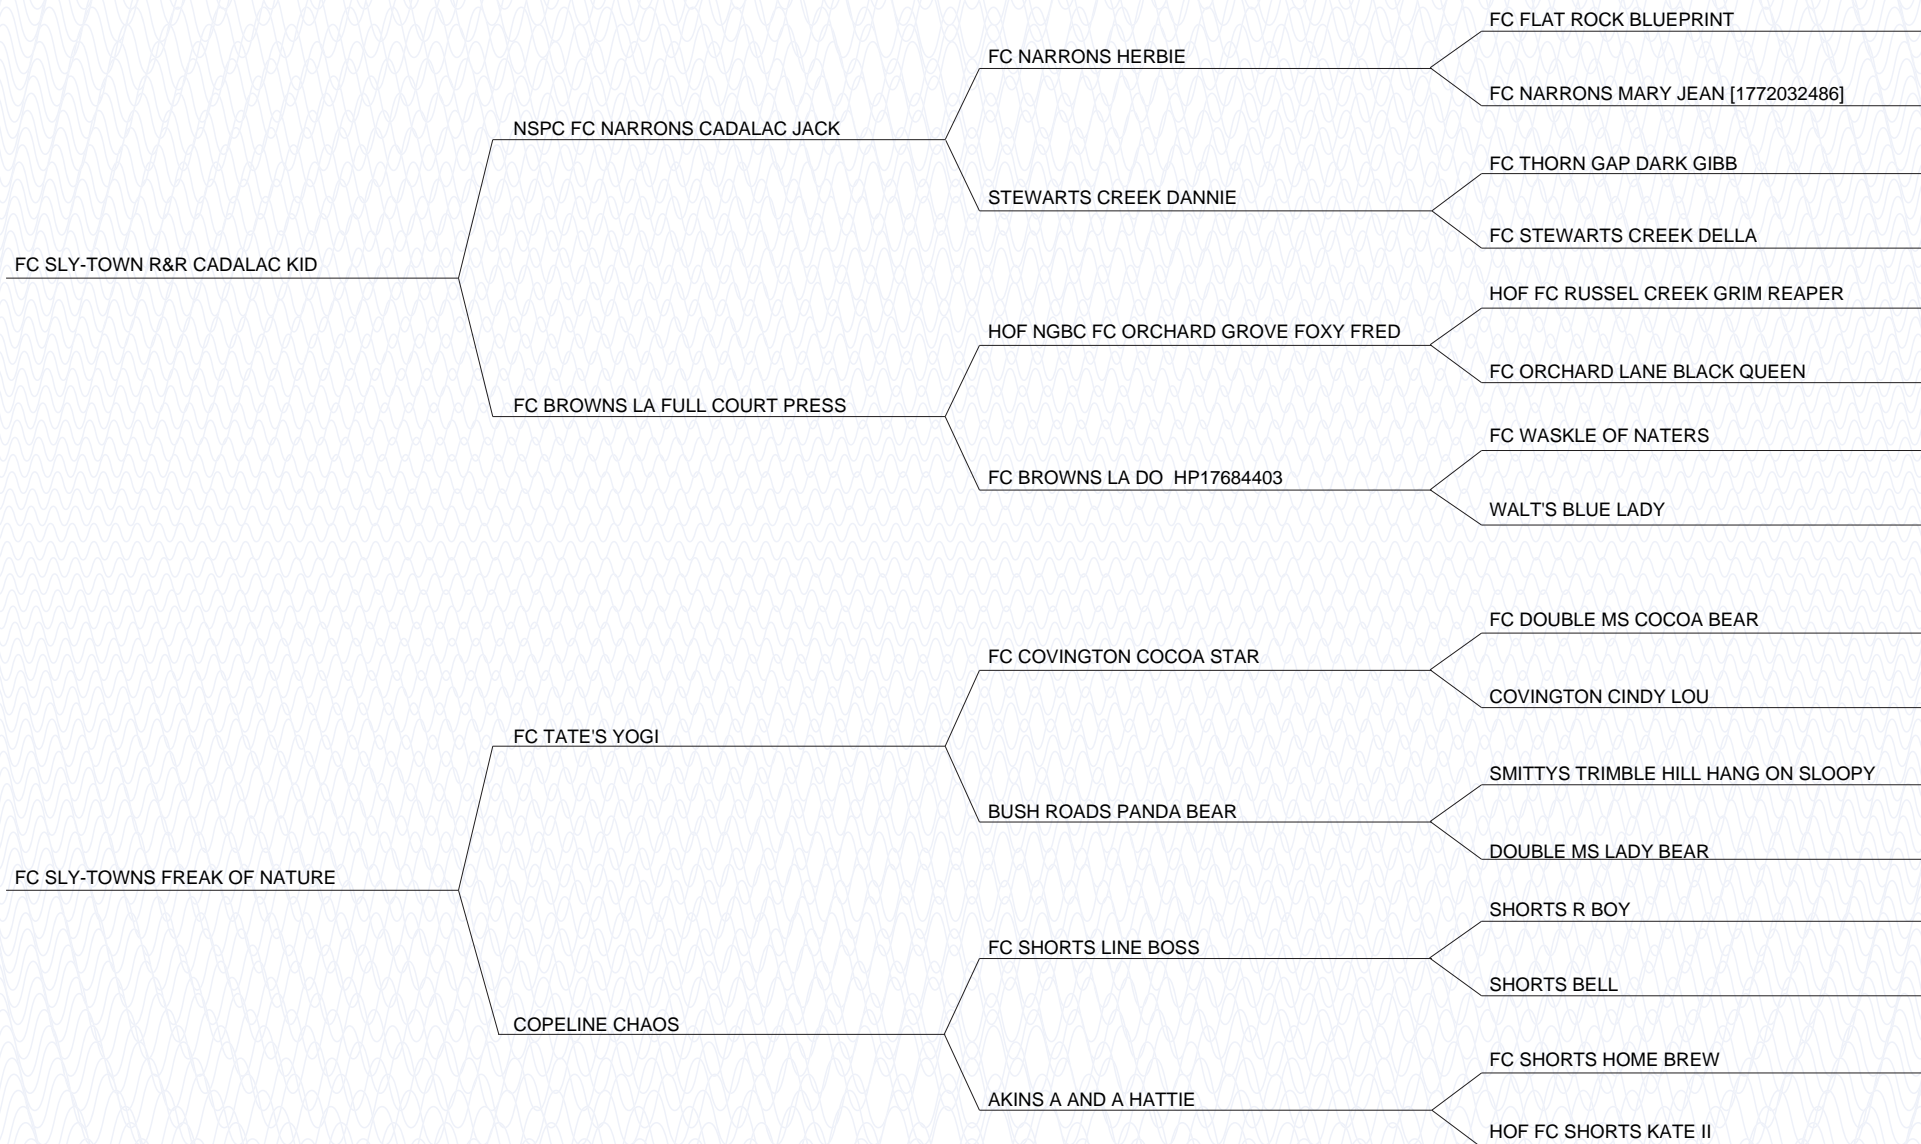 FC FLAT ROCK BLUEPRINT
FC NARRONS HERBIE
FC NARRONS MARY JEAN [1772032486]
NSPC FC NARRONS CADALAC JACK
FC THORN GAP DARK GIBB
STEWARTS CREEK DANNIE
FC STEWARTS CREEK DELLA
FC SLY-TOWN R&R CADALAC KID
HOF FC RUSSEL CREEK GRIM REAPER
HOF NGBC FC ORCHARD GROVE FOXY FRED
FC ORCHARD LANE BLACK QUEEN
FC BROWNS LA FULL COURT PRESS
FC WASKLE OF NATERS
FC BROWNS LA DO  HP17684403
WALT'S BLUE LADY
FC DOUBLE MS COCOA BEAR
FC COVINGTON COCOA STAR
COVINGTON CINDY LOU
FC TATE'S YOGI
SMITTYS TRIMBLE HILL HANG ON SLOOPY
BUSH ROADS PANDA BEAR
DOUBLE MS LADY BEAR
FC SLY-TOWNS FREAK OF NATURE
SHORTS R BOY
FC SHORTS LINE BOSS
SHORTS BELL
COPELINE CHAOS
FC SHORTS HOME BREW
AKINS A AND A HATTIE
HOF FC SHORTS KATE II